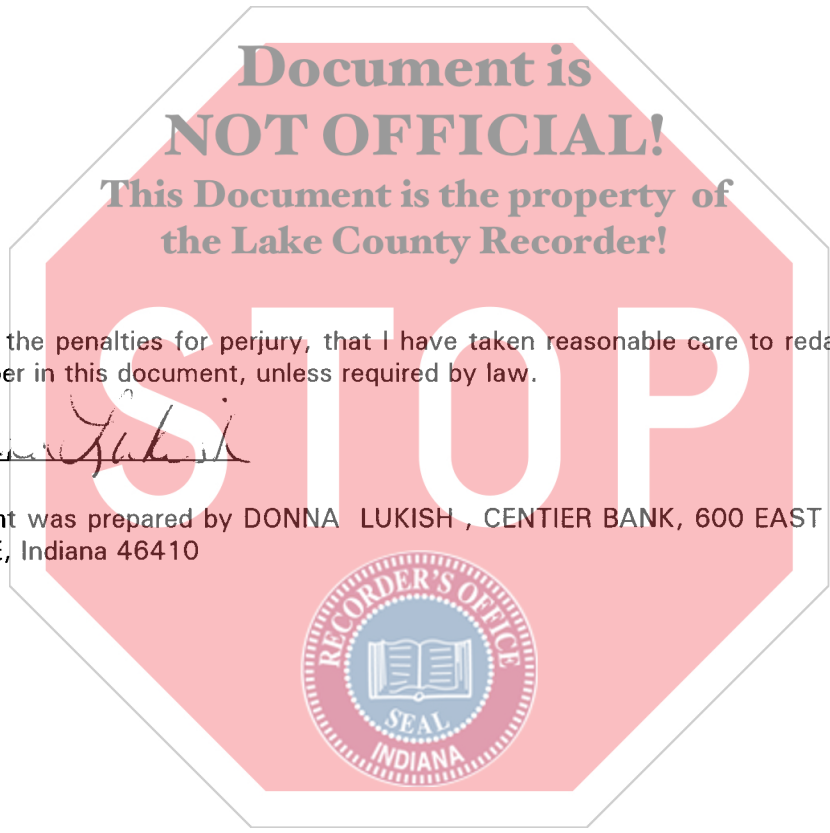 Document is
NOT OFFICIAL!
This Document is the property of
the Lake County Recorder!
STOP
the penalties for perjury, that I have taken reasonable care to reda
er in this document, unless required by law.
Lukish
nt was prepared by DONNA LUKISH , CENTIER BANK, 600 EAST
E, Indiana 46410
RECORDER'S OFFICE
SEAL
INDIANA